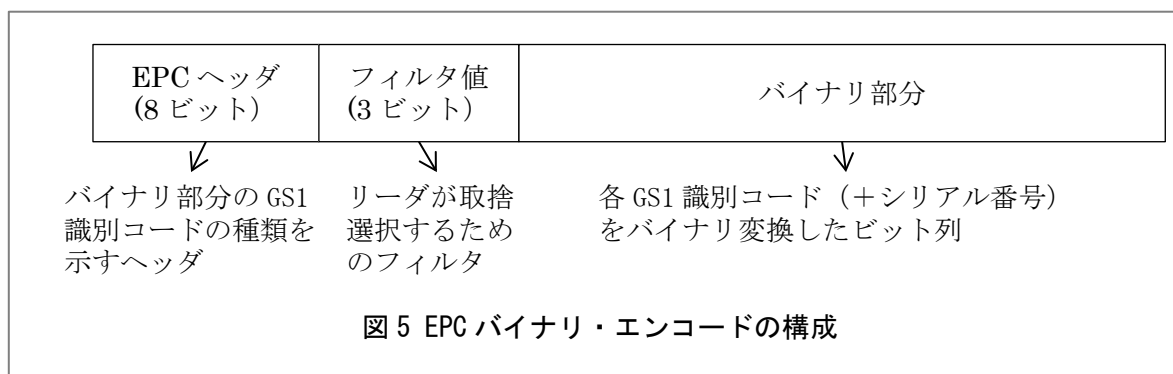 EPC ヘッダ
(8 ビット)
フィルタ値
(3 ビット)
バイナリ部分
バイナリ部分の GS1
識別コードの種類を
示すヘッダ
リーダが取捨
選択するため
のフィルタ
各 GS1 識別コード（＋シリアル番号）
をバイナリ変換したビット列
図 5 EPC バイナリ・エンコードの構成